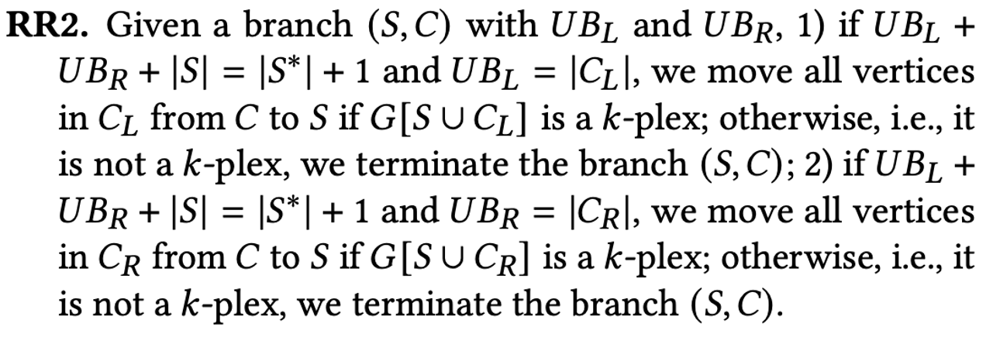 RR2. Given a branch (S, C) with UB_L and UB_R, 1) if UB_L +
UB_R + |S| = |S*| + 1 and UB_L = |C_L|, we move all vertices
in C_L from C to S if G[S ∪ C_L] is a k-plex; otherwise, i.e., it
is not a k-plex, we terminate the branch (S, C); 2) if UB_L +
UB_R + |S| = |S*| + 1 and UB_R = |C_R|, we move all vertices
in C_R from C to S if G[S ∪ C_R] is a k-plex; otherwise, i.e., it
is not a k-plex, we terminate the branch (S, C).